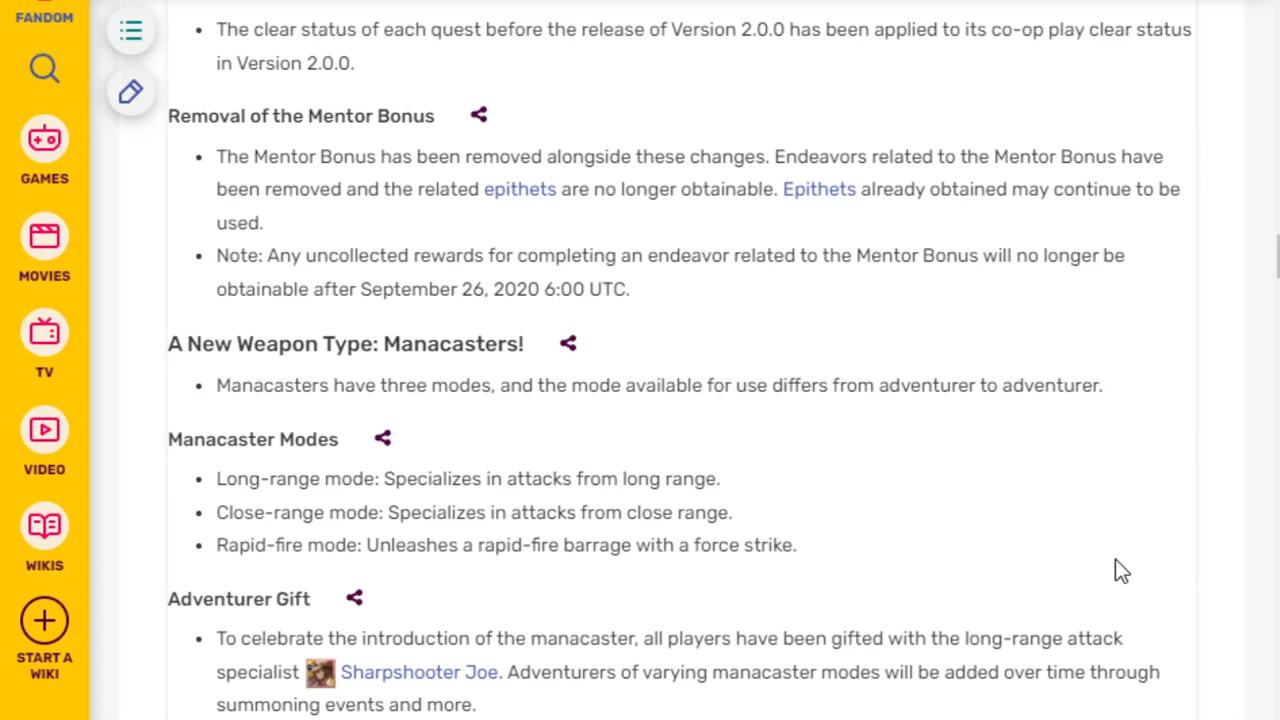 FANDOM
GAMES
MOVIES
TV
VIDEO
WIKIS
START A
WIKI
The clear status of each quest before the release of Version 2.0.0 has been applied to its co-op play clear status
in Version 2.0.0.
Removal of the Mentor Bonus
The Mentor Bonus has been removed alongside these changes. Endeavors related to the Mentor Bonus have
been removed and the related epithets are no longer obtainable. Epithets already obtained may continue to be
used.
Note: Any uncollected rewards for completing an endeavor related to the Mentor Bonus will no longer be
obtainable after September 26, 2020 6:00 UTC.
A New Weapon Type: Manacasters!
Manacasters have three modes, and the mode available for use differs from adventurer to adventurer.
Manacaster Modes
Long-range mode: Specializes in attacks from long range.
Close-range mode: Specializes in attacks from close range.
Rapid-fire mode: Unleashes a rapid-fire barrage with a force strike.
Adventurer Gift
To celebrate the introduction of the manacaster, all players have been gifted with the long-range attack
specialist Sharpshooter Joe. Adventurers of varying manacaster modes will be added over time through
summoning events and more.